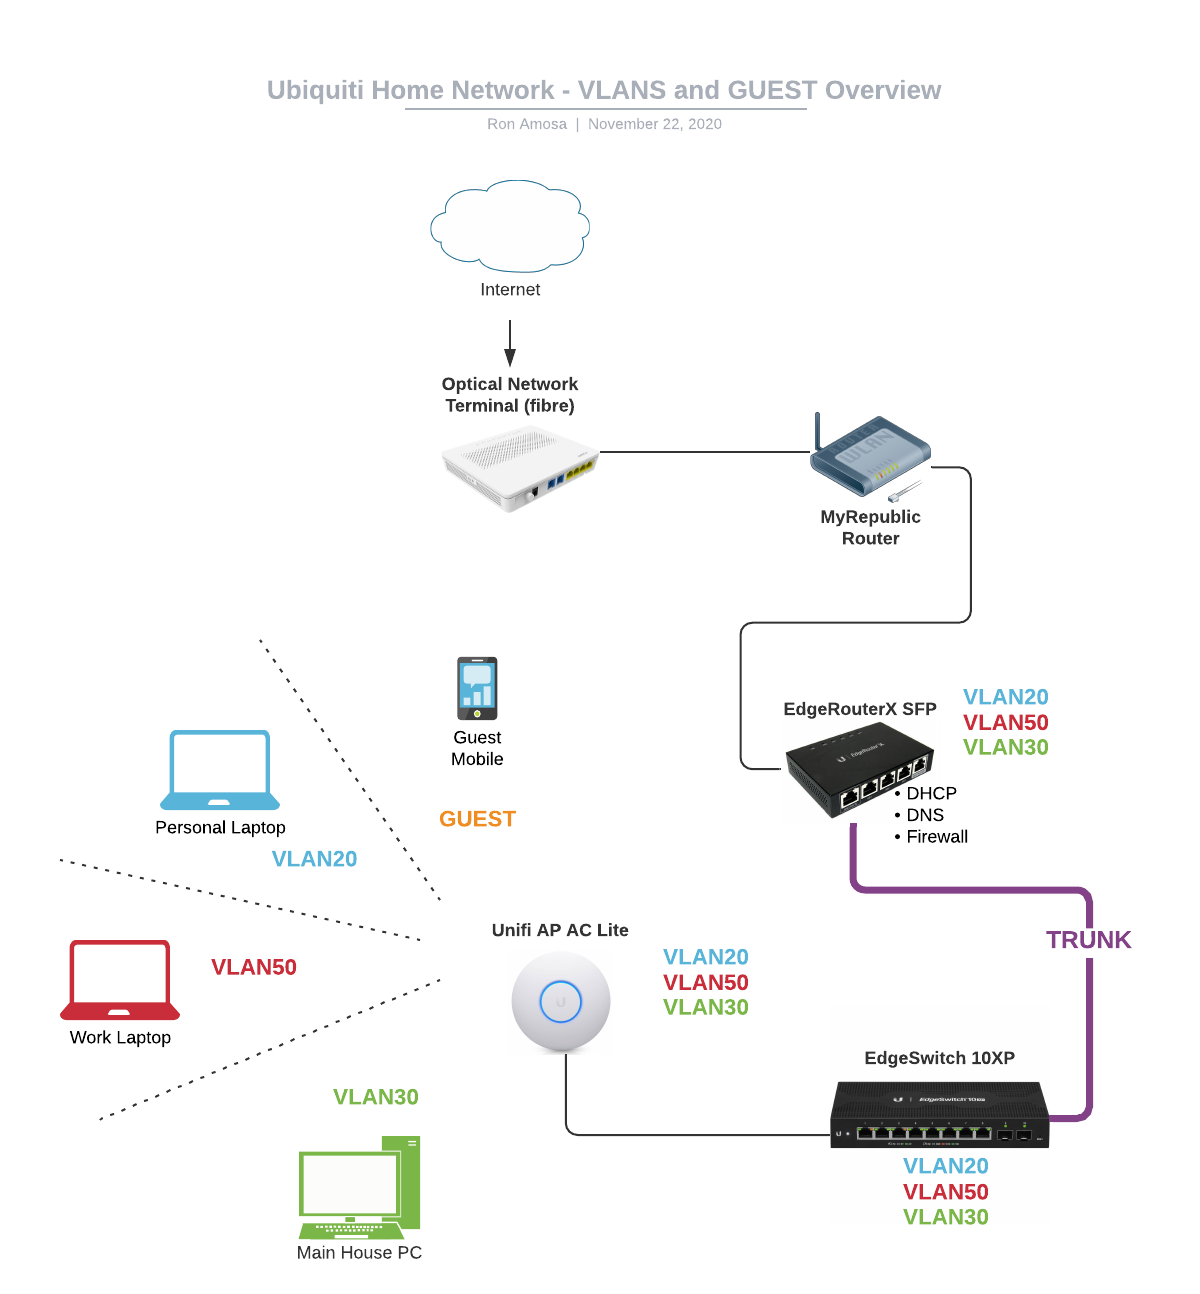 Ubiquiti Home Network - VLANS and GUEST Overview
Ron Amosa | November 22, 2020
Internet
Optical Network
Terminal (fibre)
WLAN
MyRepublic
Router
Guest
Mobile
GUEST
EdgeRouterX SFP
VLAN20
VLAN50
VLAN30
EdgeRouter X
• DHCP
• DNS
• Firewall
Personal Laptop
VLAN20
TRUNK
Unifi AP AC Lite
VLAN20
VLAN50
VLAN30
VLAN50
Work Laptop
EdgeSwitch 10XP
VLAN20
VLAN50
VLAN30
VLAN30
Main House PC